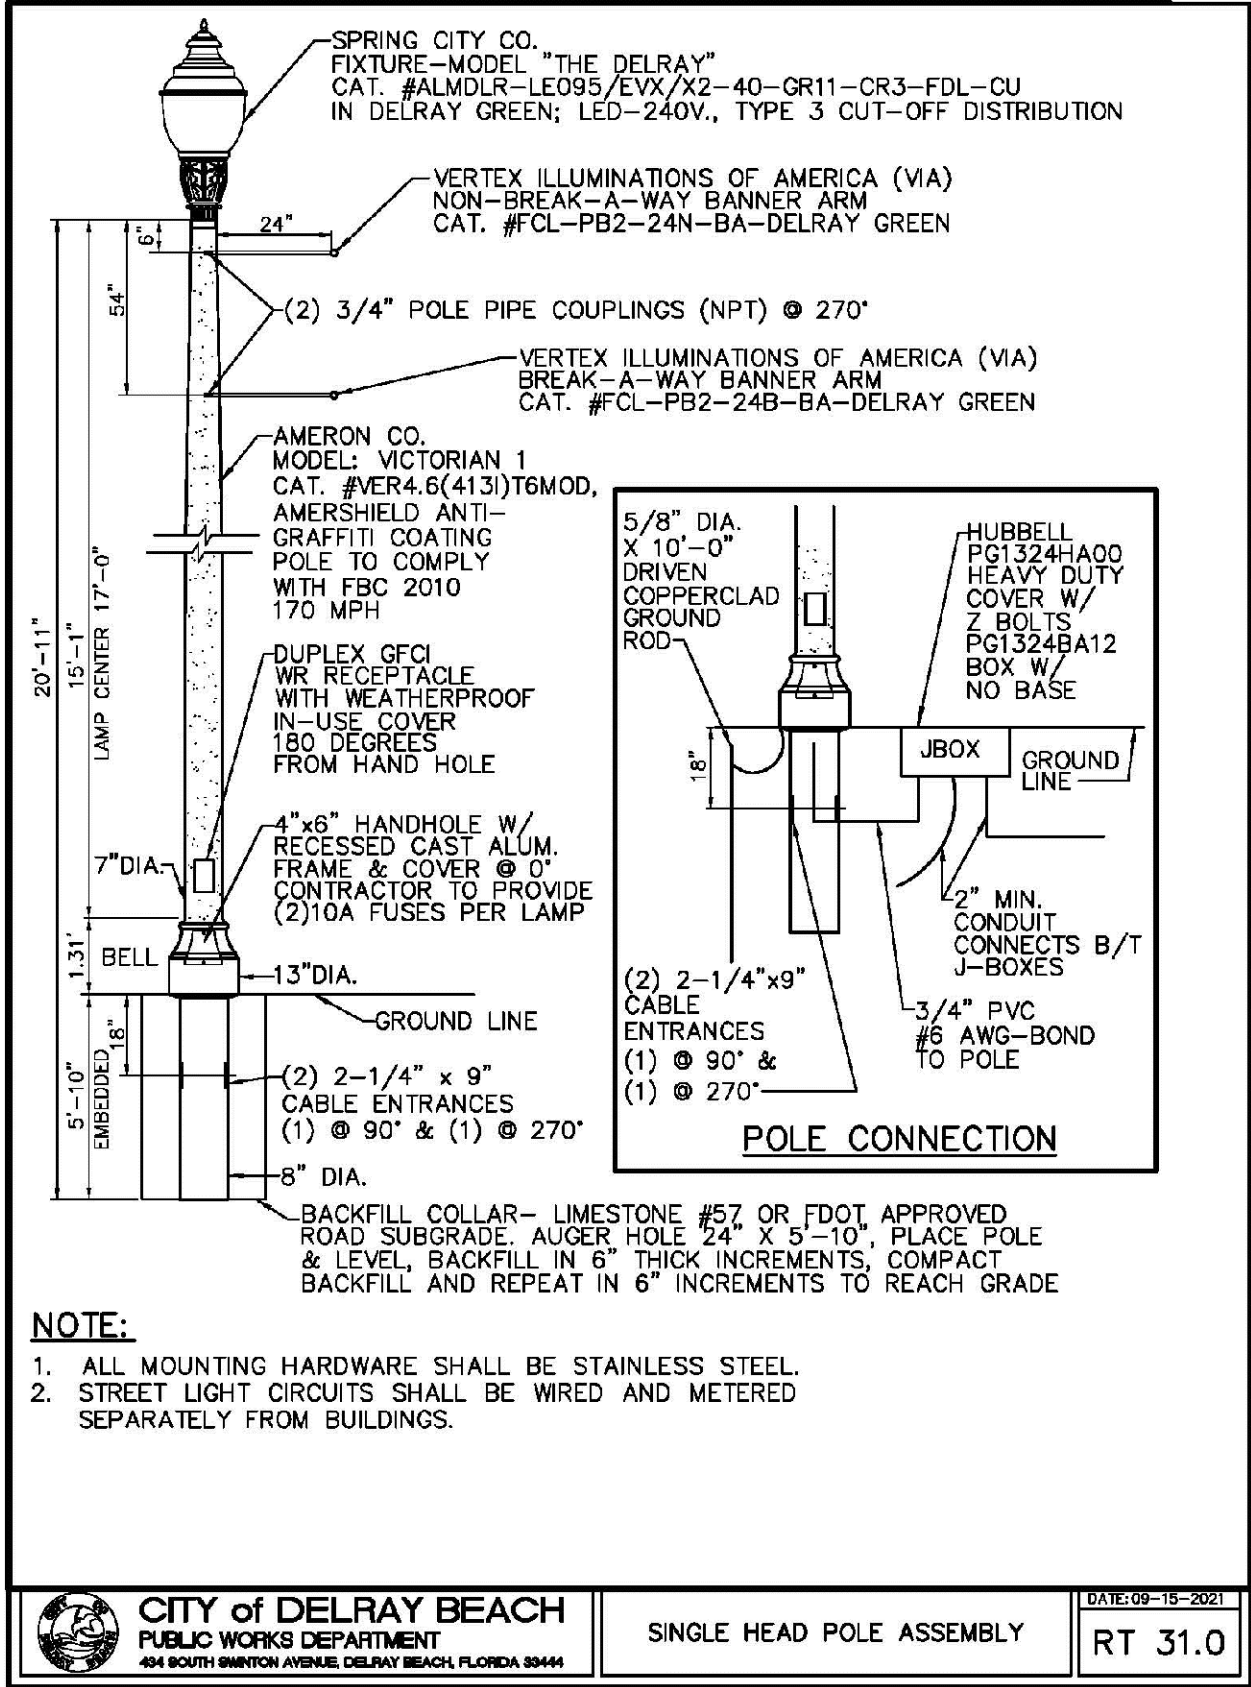 SPRING CITY CO.
FIXTURE-MODEL "THE DELRAY"
CAT. #ALMDLR-LE095/EVX/X2-40-GR11-CR3-FDL-CU
IN DELRAY GREEN; LED-240V., TYPE 3 CUT-OFF DISTRIBUTION
VERTEX ILLUMINATIONS OF AMERICA (VIA)
NON-BREAK-A-WAY BANNER ARM
CAT. #FCL-PB2-24N-BA-DELRAY GREEN
24"
6"
54"
(2) 3/4" POLE PIPE COUPLINGS (NPT) @ 270°
VERTEX ILLUMINATIONS OF AMERICA (VIA)
BREAK-A-WAY BANNER ARM
CAT. #FCL-PB2-24B-BA-DELRAY GREEN
AMERON CO.
MODEL: VICTORIAN 1
CAT. #VER4.6(413I)T6MOD,
AMERSHIELD ANTI-
GRAFFITI COATING
POLE TO COMPLY
WITH FBC 2010
170 MPH
20'-11"
15'-1"
LAMP CENTER 17'-0"
DUPLEX GFCI
WR RECEPTACLE
WITH WEATHERPROOF
IN-USE COVER
180 DEGREES
FROM HAND HOLE
4"x6" HANDHOLE W/
RECESSED CAST ALUM.
FRAME & COVER @ 0°
CONTRACTOR TO PROVIDE
(2)10A FUSES PER LAMP
7"DIA.
1.31'
BELL
13"DIA.
GROUND LINE
18"
5'-10"
EMBEDDED
(2) 2-1/4" x 9"
CABLE ENTRANCES
(1) @ 90° & (1) @ 270°
8" DIA.
BACKFILL COLLAR- LIMESTONE #57 OR FDOT APPROVED
ROAD SUBGRADE. AUGER HOLE 24" X 5'-10", PLACE POLE
& LEVEL, BACKFILL IN 6" THICK INCREMENTS, COMPACT
BACKFILL AND REPEAT IN 6" INCREMENTS TO REACH GRADE
5/8" DIA.
X 10'-0"
DRIVEN
COPPERCLAD
GROUND
ROD
HUBBELL
PG1324HA00
HEAVY DUTY
COVER W/
Z BOLTS
PG1324BA12
BOX W/
NO BASE
18"
JBOX
GROUND
LINE
2" MIN.
CONDUIT
CONNECTS B/T
J-BOXES
(2) 2-1/4"x9"
CABLE
ENTRANCES
(1) @ 90° &
(1) @ 270°
3/4" PVC
#6 AWG-BOND
TO POLE
POLE CONNECTION
NOTE:
1. ALL MOUNTING HARDWARE SHALL BE STAINLESS STEEL.
2. STREET LIGHT CIRCUITS SHALL BE WIRED AND METERED
SEPARATELY FROM BUILDINGS.
CITY of DELRAY BEACH
PUBLIC WORKS DEPARTMENT
434 SOUTH SWINTON AVENUE, DELRAY BEACH, FLORIDA 33444
SINGLE HEAD POLE ASSEMBLY
DATE:09-15-2021
RT 31.0